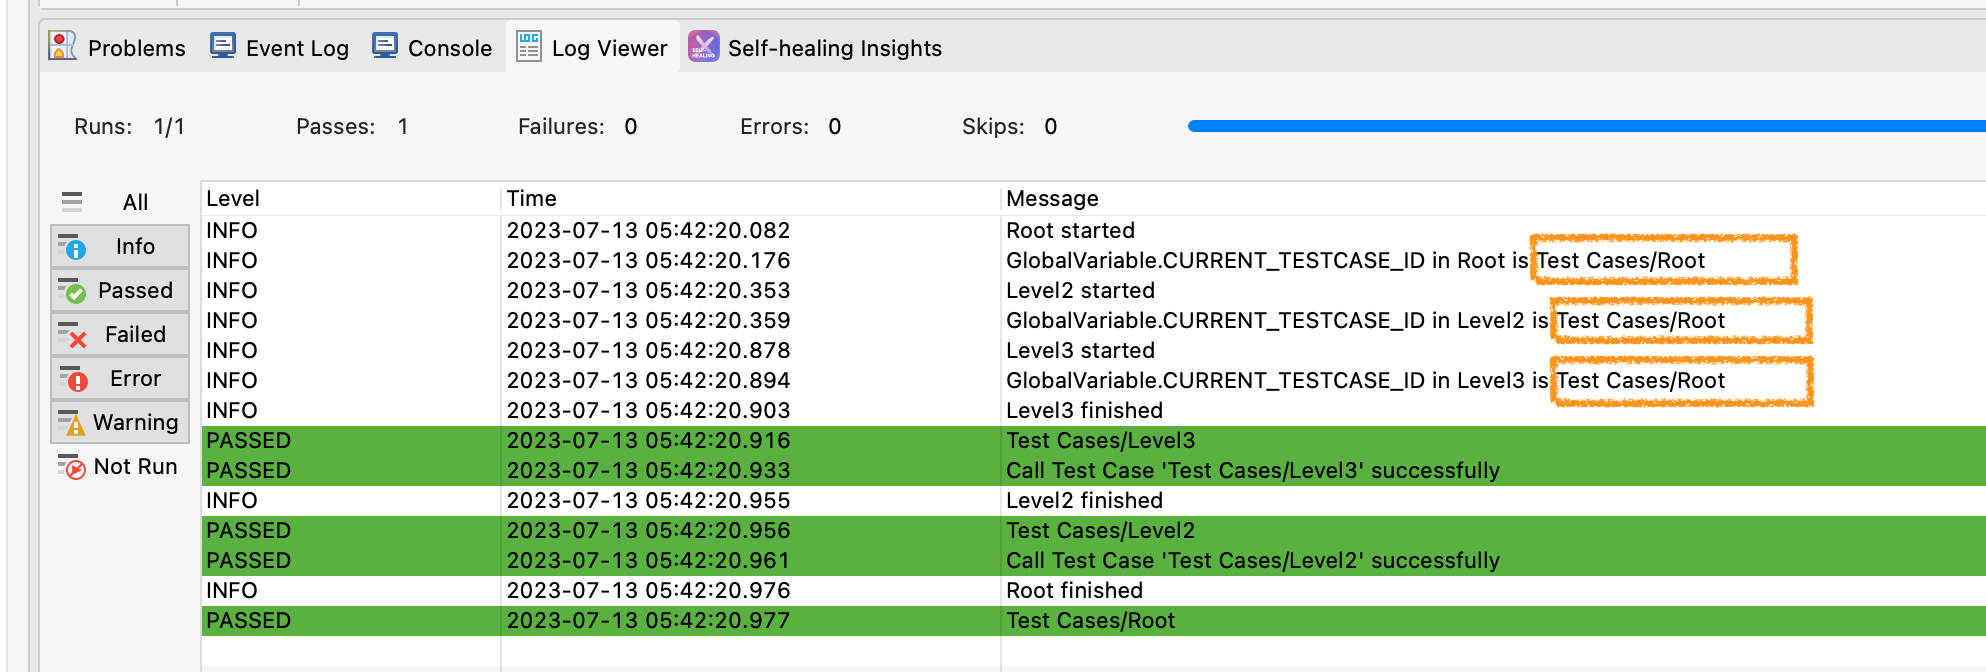 Problems Event Log Console LOG Log Viewer SELF-HEALING Self-healing Insights
Runs: 1/1 Passes: 1 Failures: 0 Errors: 0 Skips: 0
All
Info
Passed
Failed
Error
Warning
Not Run
Level Time Message
INFO 2023-07-13 05:42:20.082 Root started
INFO 2023-07-13 05:42:20.176 GlobalVariable.CURRENT_TESTCASE_ID in Root is Test Cases/Root
INFO 2023-07-13 05:42:20.353 Level2 started
INFO 2023-07-13 05:42:20.359 GlobalVariable.CURRENT_TESTCASE_ID in Level2 is Test Cases/Root
INFO 2023-07-13 05:42:20.878 Level3 started
INFO 2023-07-13 05:42:20.894 GlobalVariable.CURRENT_TESTCASE_ID in Level3 is Test Cases/Root
INFO 2023-07-13 05:42:20.903 Level3 finished
PASSED 2023-07-13 05:42:20.916 Test Cases/Level3
PASSED 2023-07-13 05:42:20.933 Call Test Case 'Test Cases/Level3' successfully
INFO 2023-07-13 05:42:20.955 Level2 finished
PASSED 2023-07-13 05:42:20.956 Test Cases/Level2
PASSED 2023-07-13 05:42:20.961 Call Test Case 'Test Cases/Level2' successfully
INFO 2023-07-13 05:42:20.976 Root finished
PASSED 2023-07-13 05:42:20.977 Test Cases/Root